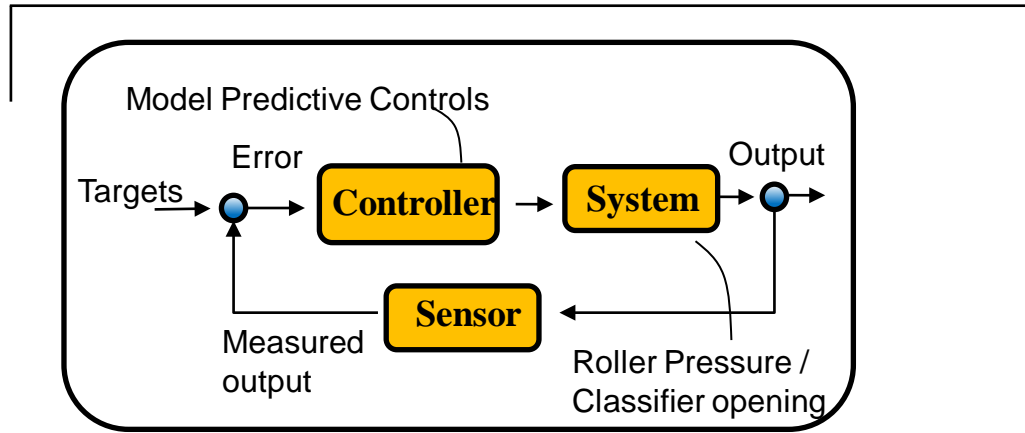 Model Predictive Controls
Error
Output
Targets
Controller
System
Sensor
Measured
output
Roller Pressure /
Classifier opening